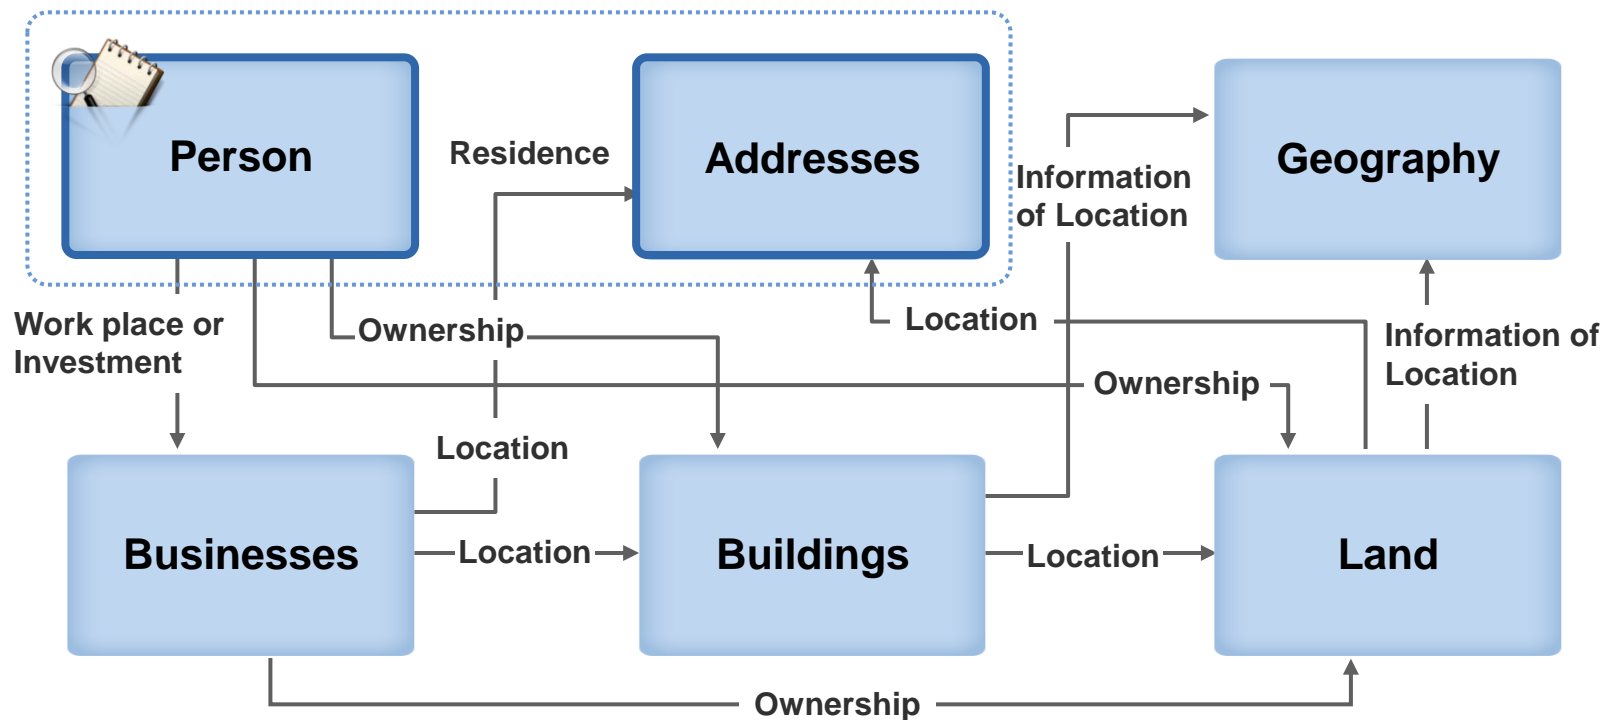 Person
Residence
Addresses
Information
of Location
Geography
Work place or
Investment
Ownership
Location
Ownership
Information of
Location
Location
Businesses
Location
Buildings
Location
Land
Ownership